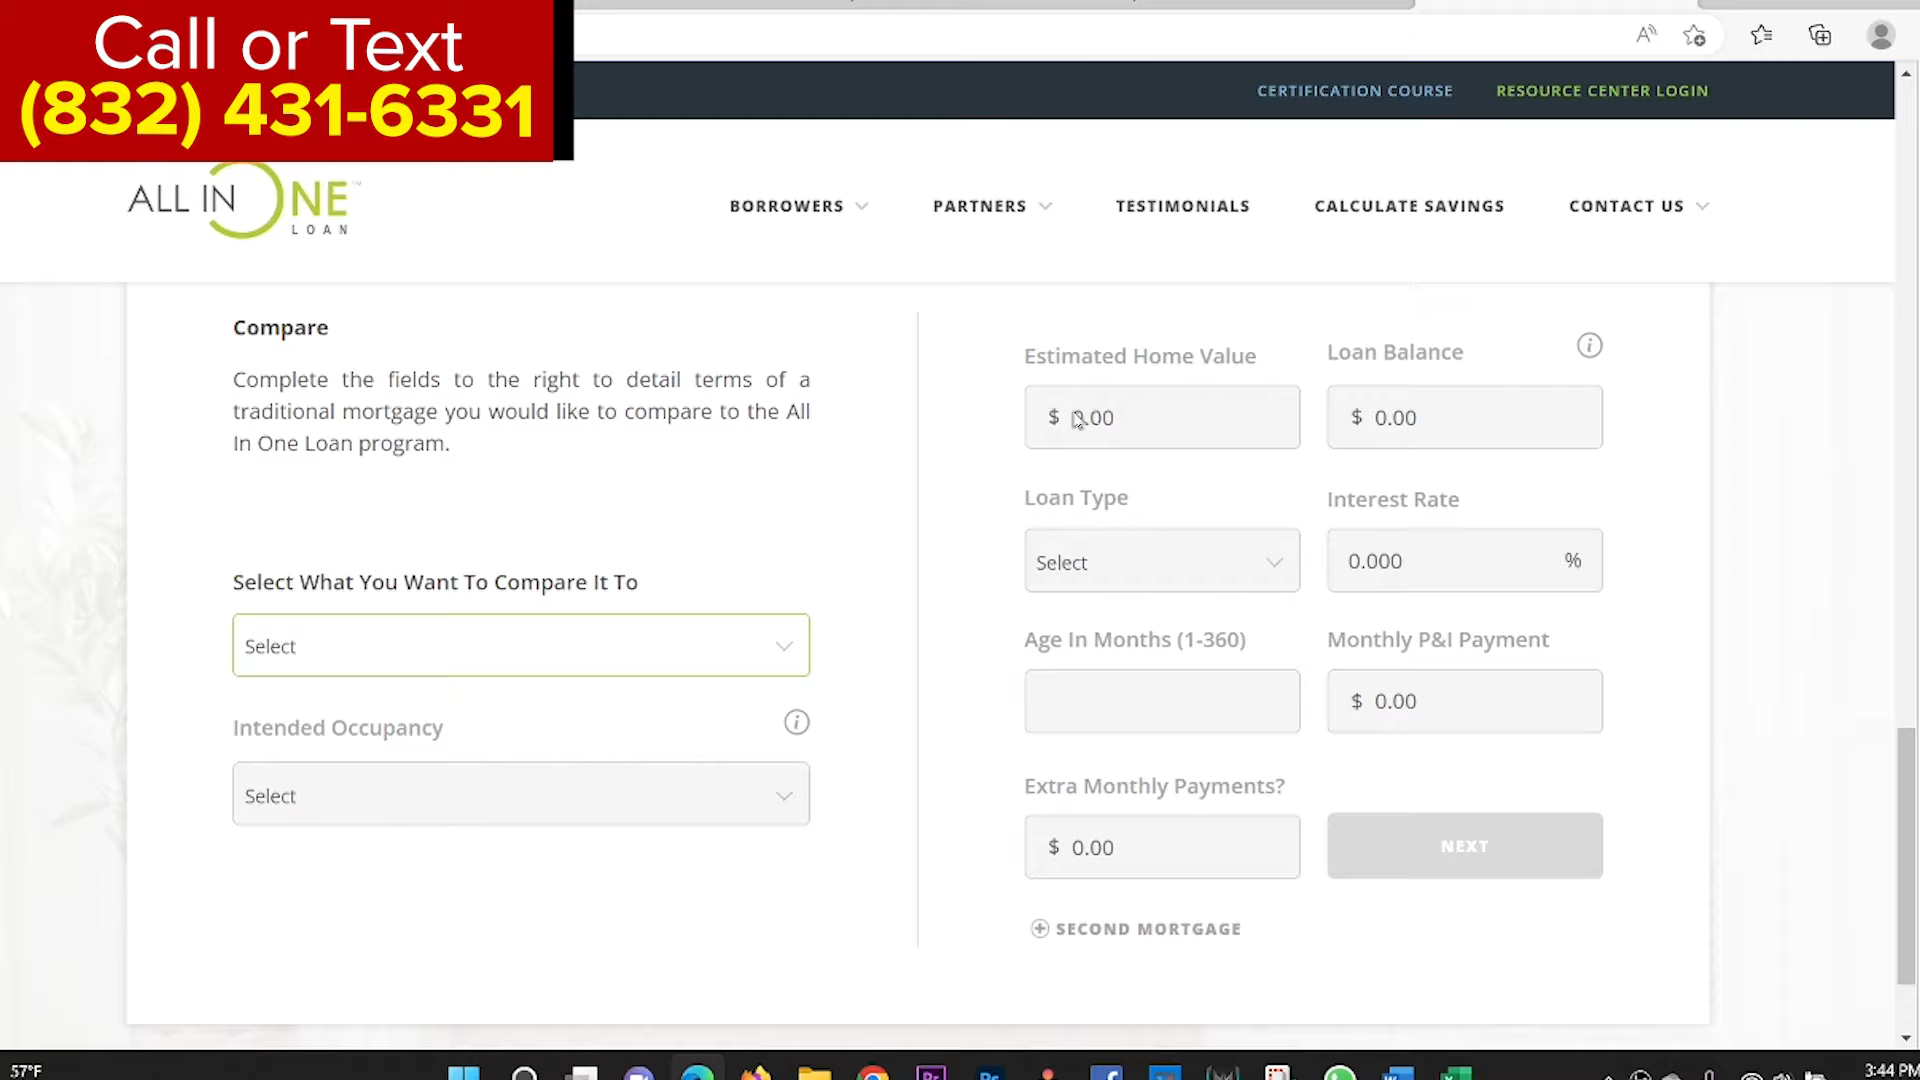 Call or Text
(832) 431-6331
CERTIFICATION COURSE
RESOURCE CENTER LOGIN
ALL IN ONE
LOAN
BORROWERS
PARTNERS
TESTIMONIALS
CALCULATE SAVINGS
CONTACT US
Compare
Complete the fields to the right to detail terms of a
traditional mortgage you would like to compare to the All
In One Loan program.
Select What You Want To Compare It To
Select
Intended Occupancy
Select
Estimated Home Value
$ 0.00
Loan Balance
$ 0.00
Loan Type
Select
Interest Rate
0.000 %
Age In Months (1-360)
Monthly P&I Payment
$ 0.00
Extra Monthly Payments?
$ 0.00
NEXT
SECOND MORTGAGE
57°F
3:44 PM